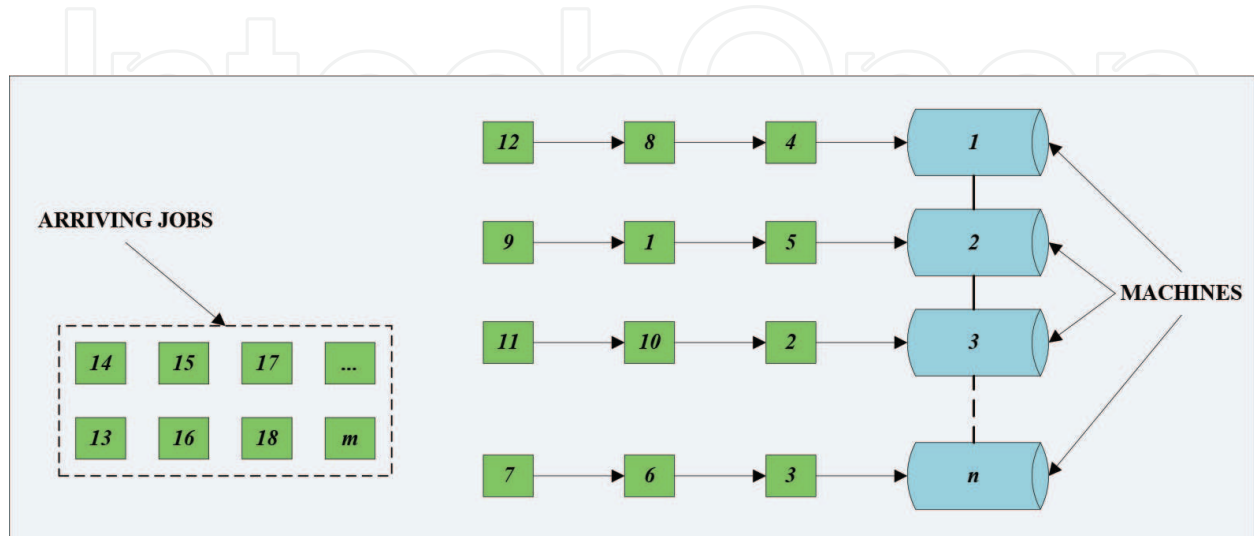 IntechOpen
12 8 4 1
ARRIVING JOBS
9 1 5 2
MACHINES
11 10 2 3
14 15 17 ...
13 16 18 m
7 6 3 n